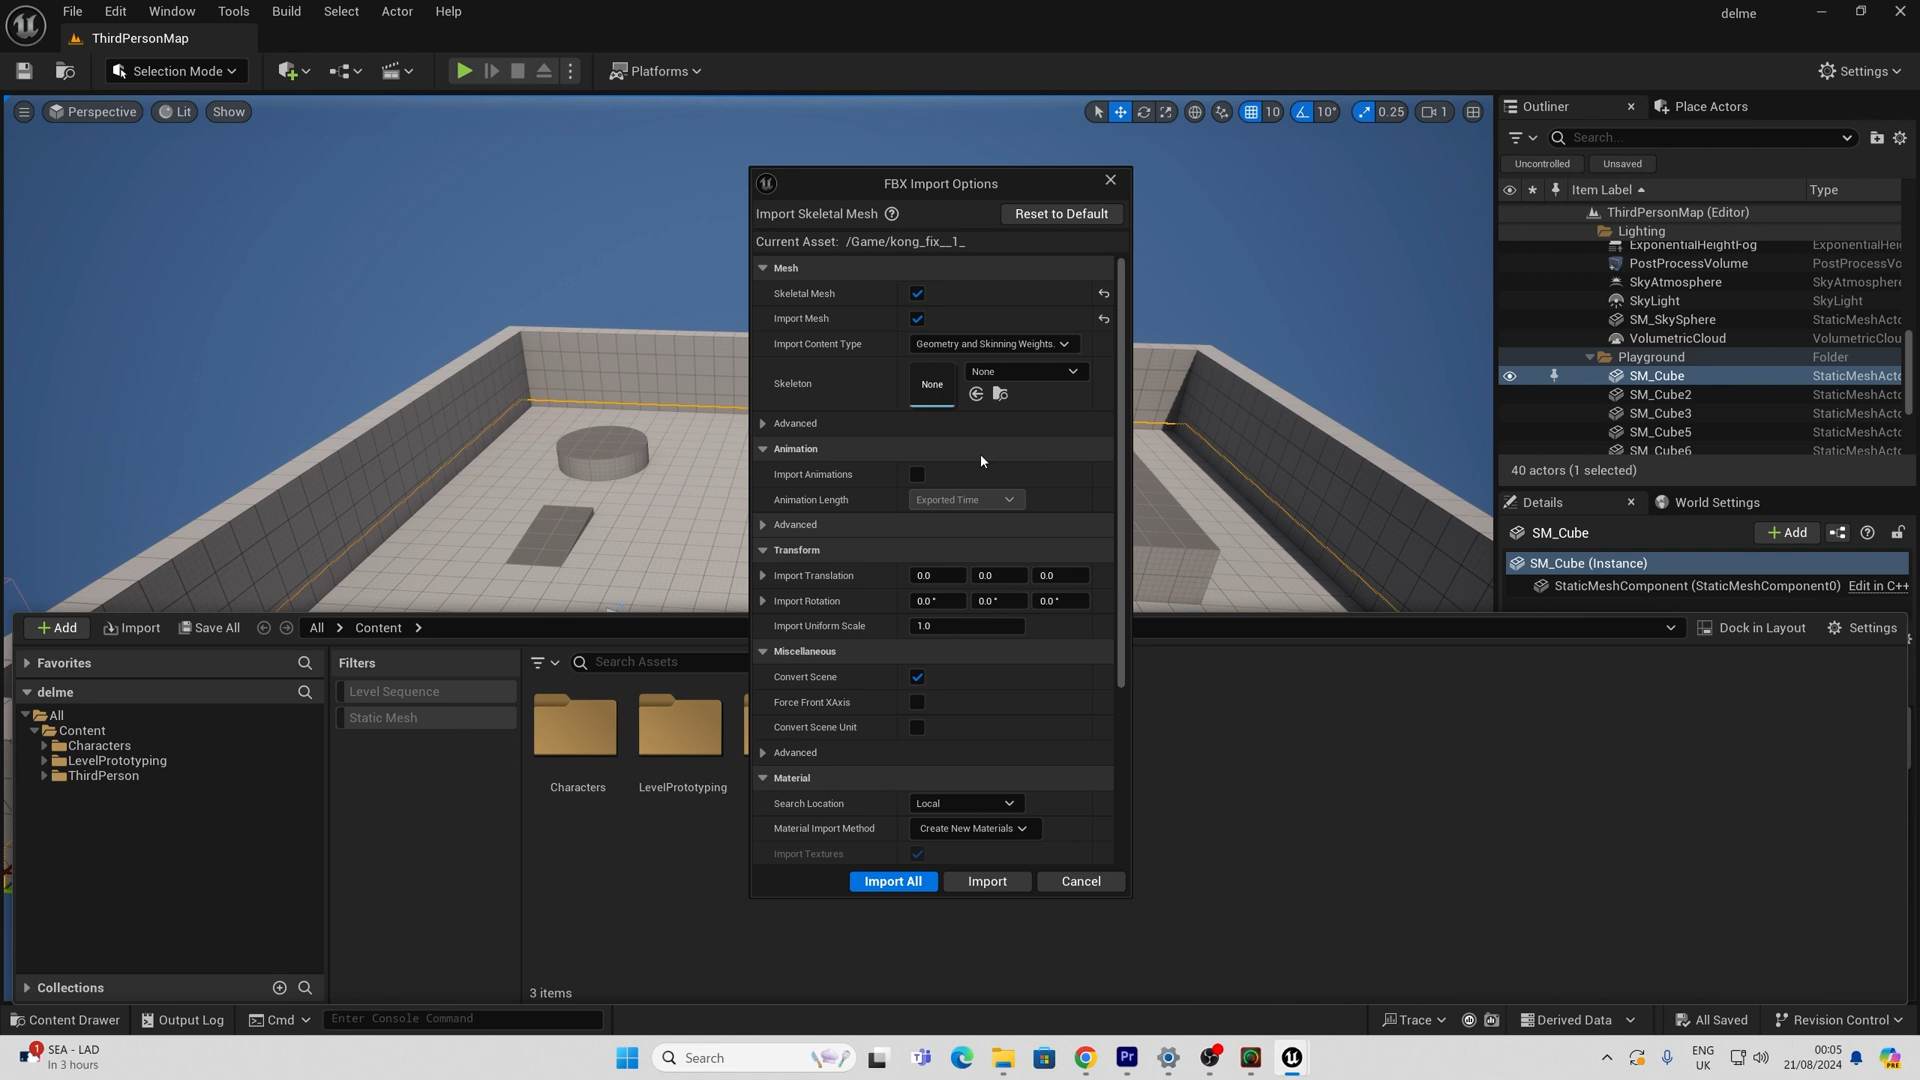 File Edit Window Tools Build Select Actor Help
delme
ThirdPersonMap
Selection Mode
Platforms
Settings
Perspective Lit Show
10 10° 0.25 1
Outliner
Place Actors
Search...
Uncontrolled Unsaved
Item Label Type
ThirdPersonMap (Editor)
Lighting
ExponentialHeightFog ExponentialHei
PostProcessVolume PostProcessVo
SkyAtmosphere SkyAtmosphere
SkyLight SkyLight
SM_SkySphere StaticMeshActo
VolumetricCloud VolumetricClou
Playground Folder
SM_Cube StaticMeshActo
SM_Cube2 StaticMeshActo
SM_Cube3 StaticMeshActo
SM_Cube5 StaticMeshActo
SM_Cube6 StaticMeshActo
40 actors (1 selected)
Details
World Settings
SM_Cube
Add
SM_Cube (Instance)
StaticMeshComponent (StaticMeshComponent0) Edit in C++
FBX Import Options
Import Skeletal Mesh
Reset to Default
Current Asset: /Game/kong_fix__1_
Mesh
Skeletal Mesh
Import Mesh
Import Content Type Geometry and Skinning Weights.
Skeleton None None
Advanced
Animation
Import Animations
Animation Length Exported Time
Advanced
Transform
Import Translation 0.0 0.0 0.0
Import Rotation 0.0 ° 0.0 ° 0.0 °
Import Uniform Scale 1.0
Miscellaneous
Convert Scene
Force Front XAxis
Convert Scene Unit
Advanced
Material
Search Location Local
Material Import Method Create New Materials
Import Textures
Import All Import Cancel
Add Import Save All All Content
Dock in Layout Settings
Favorites
delme
All
Content
Characters
LevelPrototyping
ThirdPerson
Collections
Filters
Level Sequence
Static Mesh
Search Assets
Characters LevelPrototyping
3 items
Content Drawer Output Log Cmd Enter Console Command
Trace Derived Data All Saved Revision Control
1
SEA - LAD
In 3 hours
Search
Pr
ENG
UK
00:05
21/08/2024
PRE